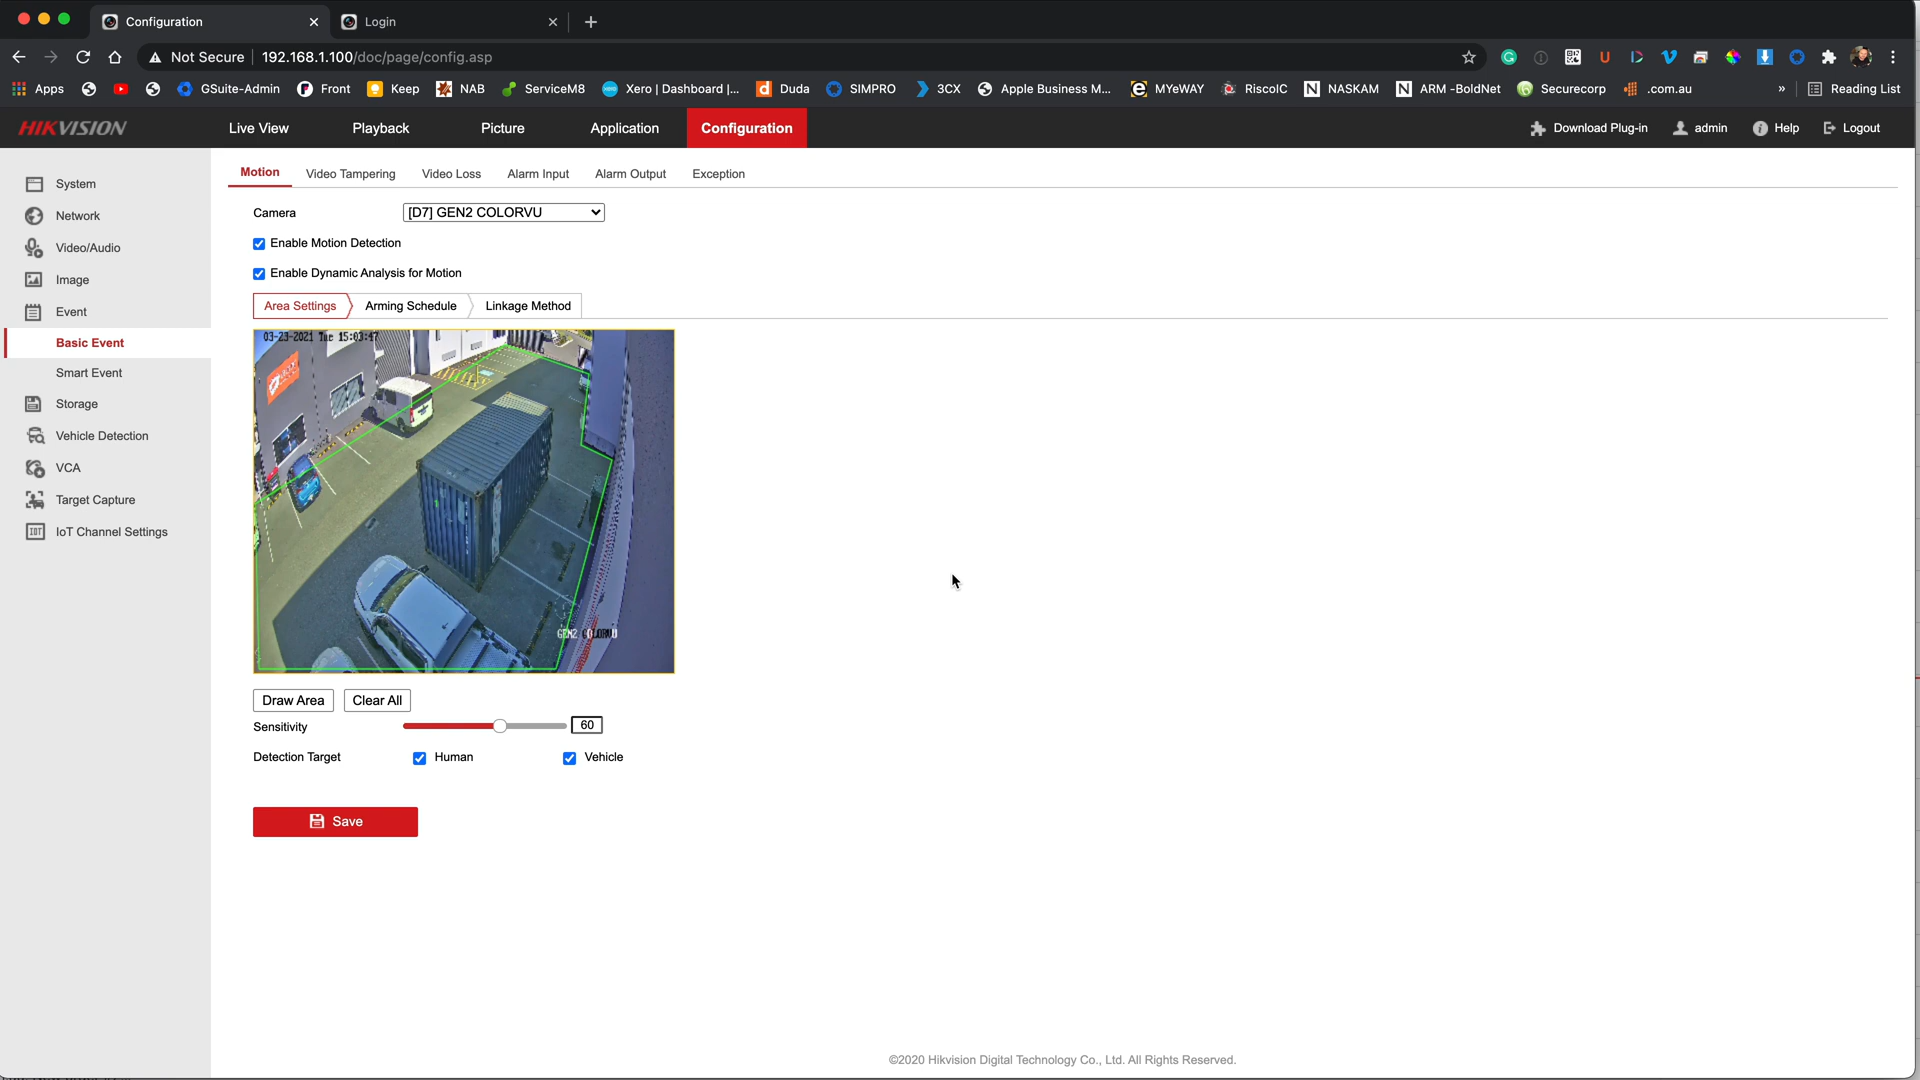 Configuration
Login
Not Secure
192.168.1.100/doc/page/config.asp
Apps
GSuite-Admin
Front
Keep
NAB
ServiceM8
Xero | Dashboard |...
Duda
SIMPRO
3CX
Apple Business M...
MYeWAY
RiscoIC
NASKAM
ARM -BoldNet
Securecorp
.com.au
»
Reading List
HIKVISION
Live View
Playback
Picture
Application
Configuration
Download Plug-in
admin
Help
Logout
System
Network
Video/Audio
Image
Event
Basic Event
Smart Event
Storage
Vehicle Detection
VCA
Target Capture
IoT Channel Settings
Motion
Video Tampering
Video Loss
Alarm Input
Alarm Output
Exception
Camera
[D7] GEN2 COLORVU
Enable Motion Detection
Enable Dynamic Analysis for Motion
Area Settings
Arming Schedule
Linkage Method
03-23-2021 Tue 15:03:47
GEN2 COLORVU
Draw Area
Clear All
Sensitivity
60
Detection Target
Human
Vehicle
Save
©2020 Hikvision Digital Technology Co., Ltd. All Rights Reserved.